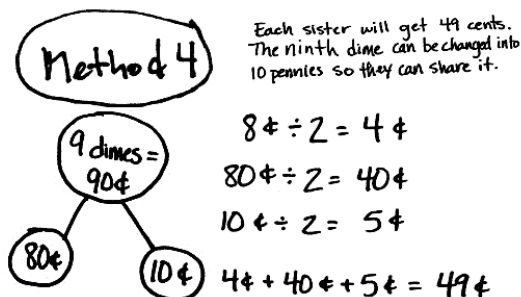 Method 4
Each sister will get 49 cents.
The ninth dime can be changed into
10 pennies so they can share it.
9 dimes =
90¢
80¢
10¢
8¢ ÷ 2 = 4¢
80¢ ÷ 2 = 40¢
10¢ ÷ 2 = 5¢
4¢ + 40¢ + 5¢ = 49¢